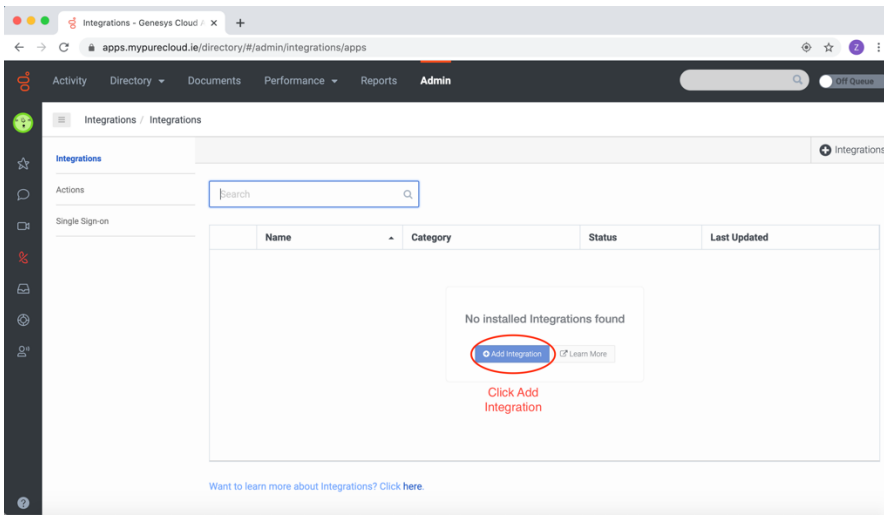 Integrations - Genesys Cloud
apps.mypurecloud.ie/directory/#/admin/integrations/apps
Z
Activity Directory Documents Performance Reports Admin
Off Queue
Integrations / Integrations
Integrations
Integrations
Actions
Single Sign-on
Search
Name Category Status Last Updated
No installed Integrations found
Add Integration Learn More
Click Add
Integration
Want to learn more about Integrations? Click here.